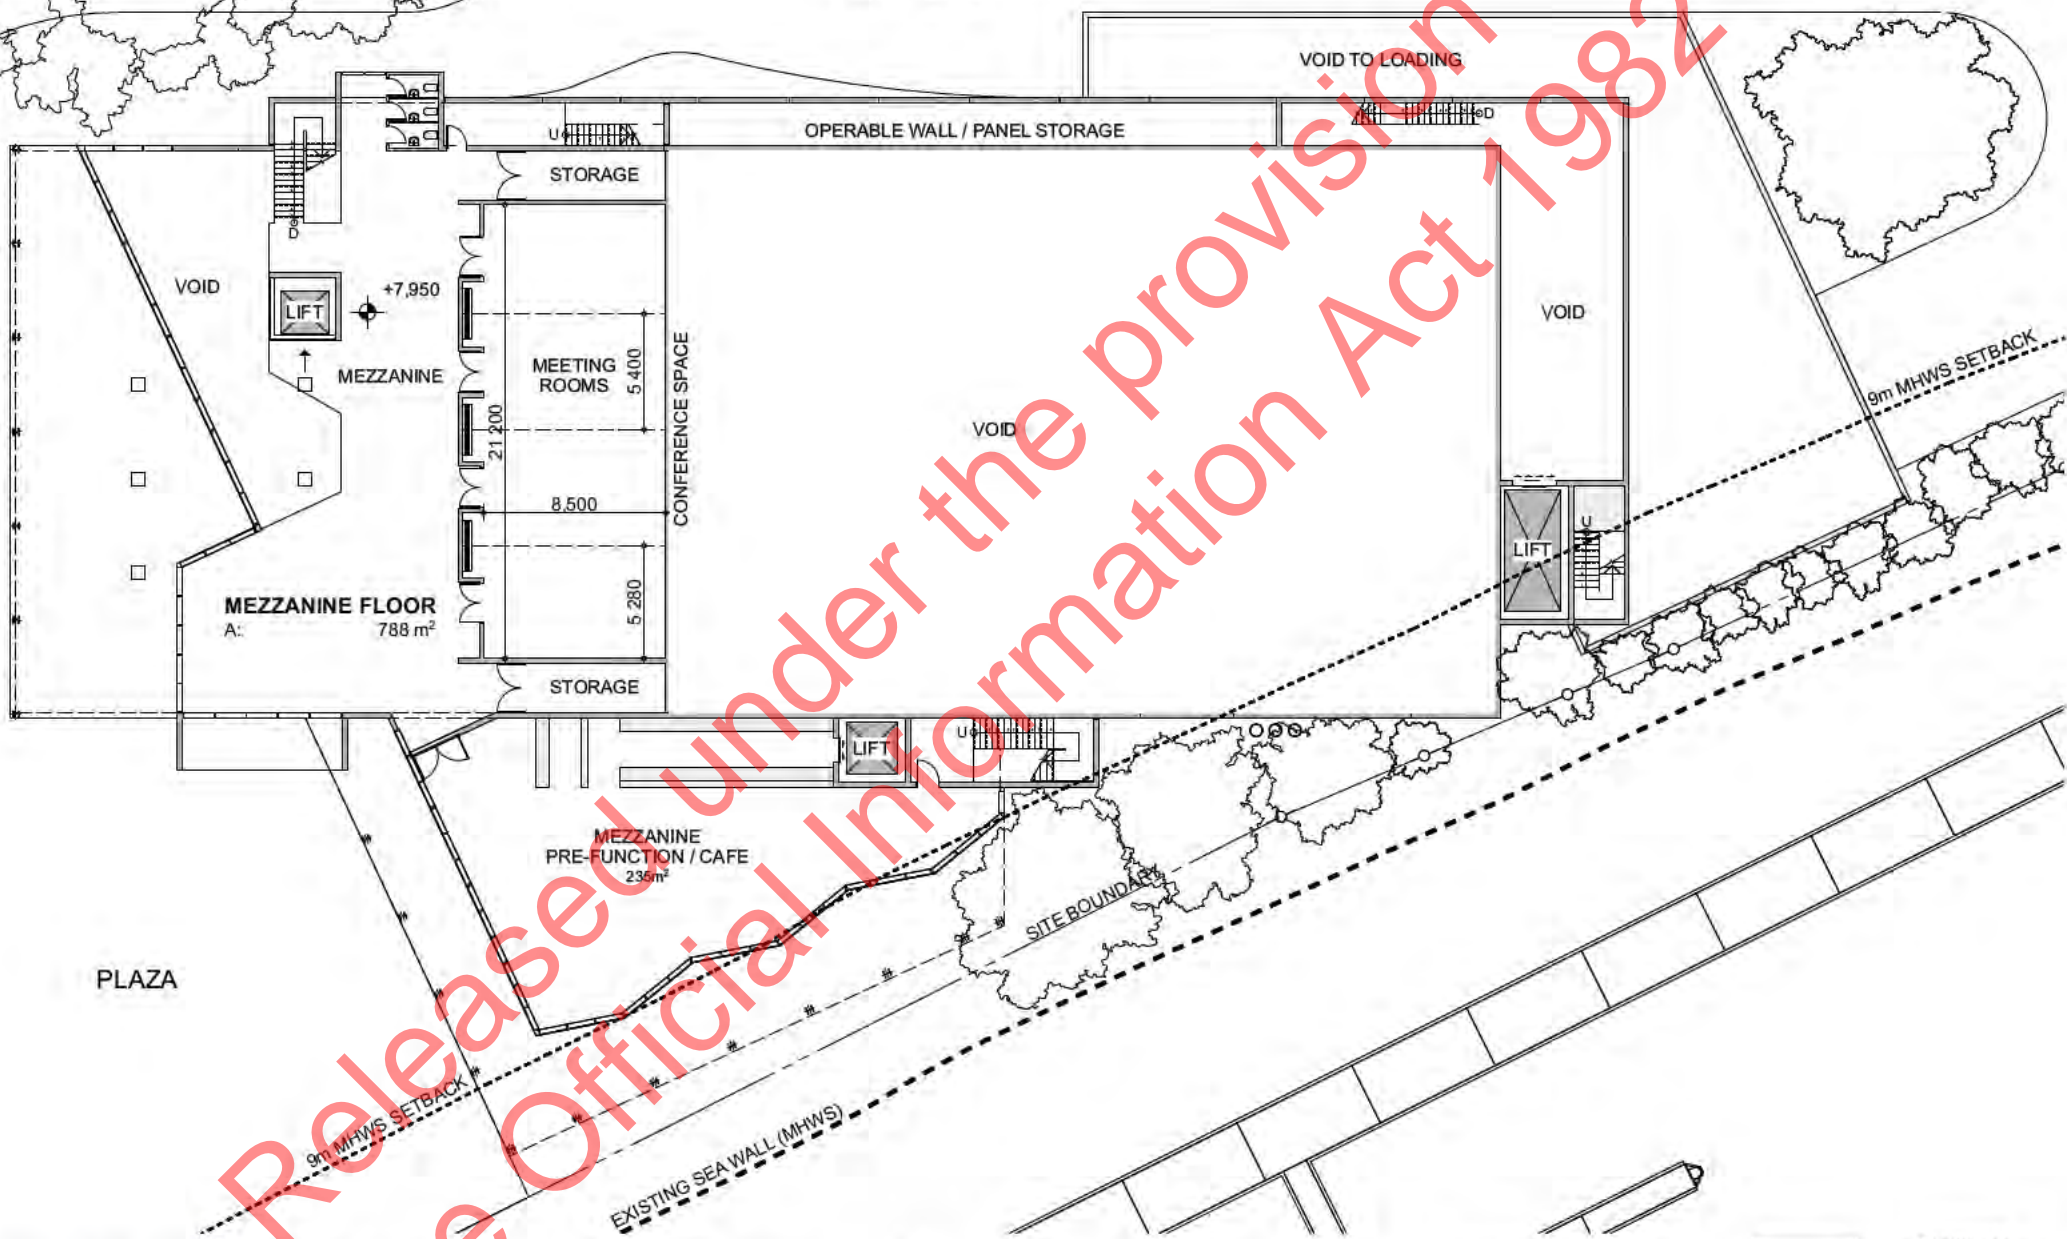 VOID TO LOADING
OPERABLE WALL / PANEL STORAGE
U
D
STORAGE
D
VOID
LIFT
+7,950
MEZZANINE
MEETING
ROOMS
5 400
21 200
8,500
5 280
CONFERENCE SPACE
VOID
VOID
9m MHWS SETBACK
LIFT
U
MEZZANINE FLOOR
A: 788 m²
STORAGE
LIFT
U
MEZZANINE
PRE-FUNCTION / CAFE
235m²
SITE BOUNDARY
PLAZA
9m MHWS SETBACK
EXISTING SEA WALL (MHWS)
Released under the provision
e Official Information Act 1982